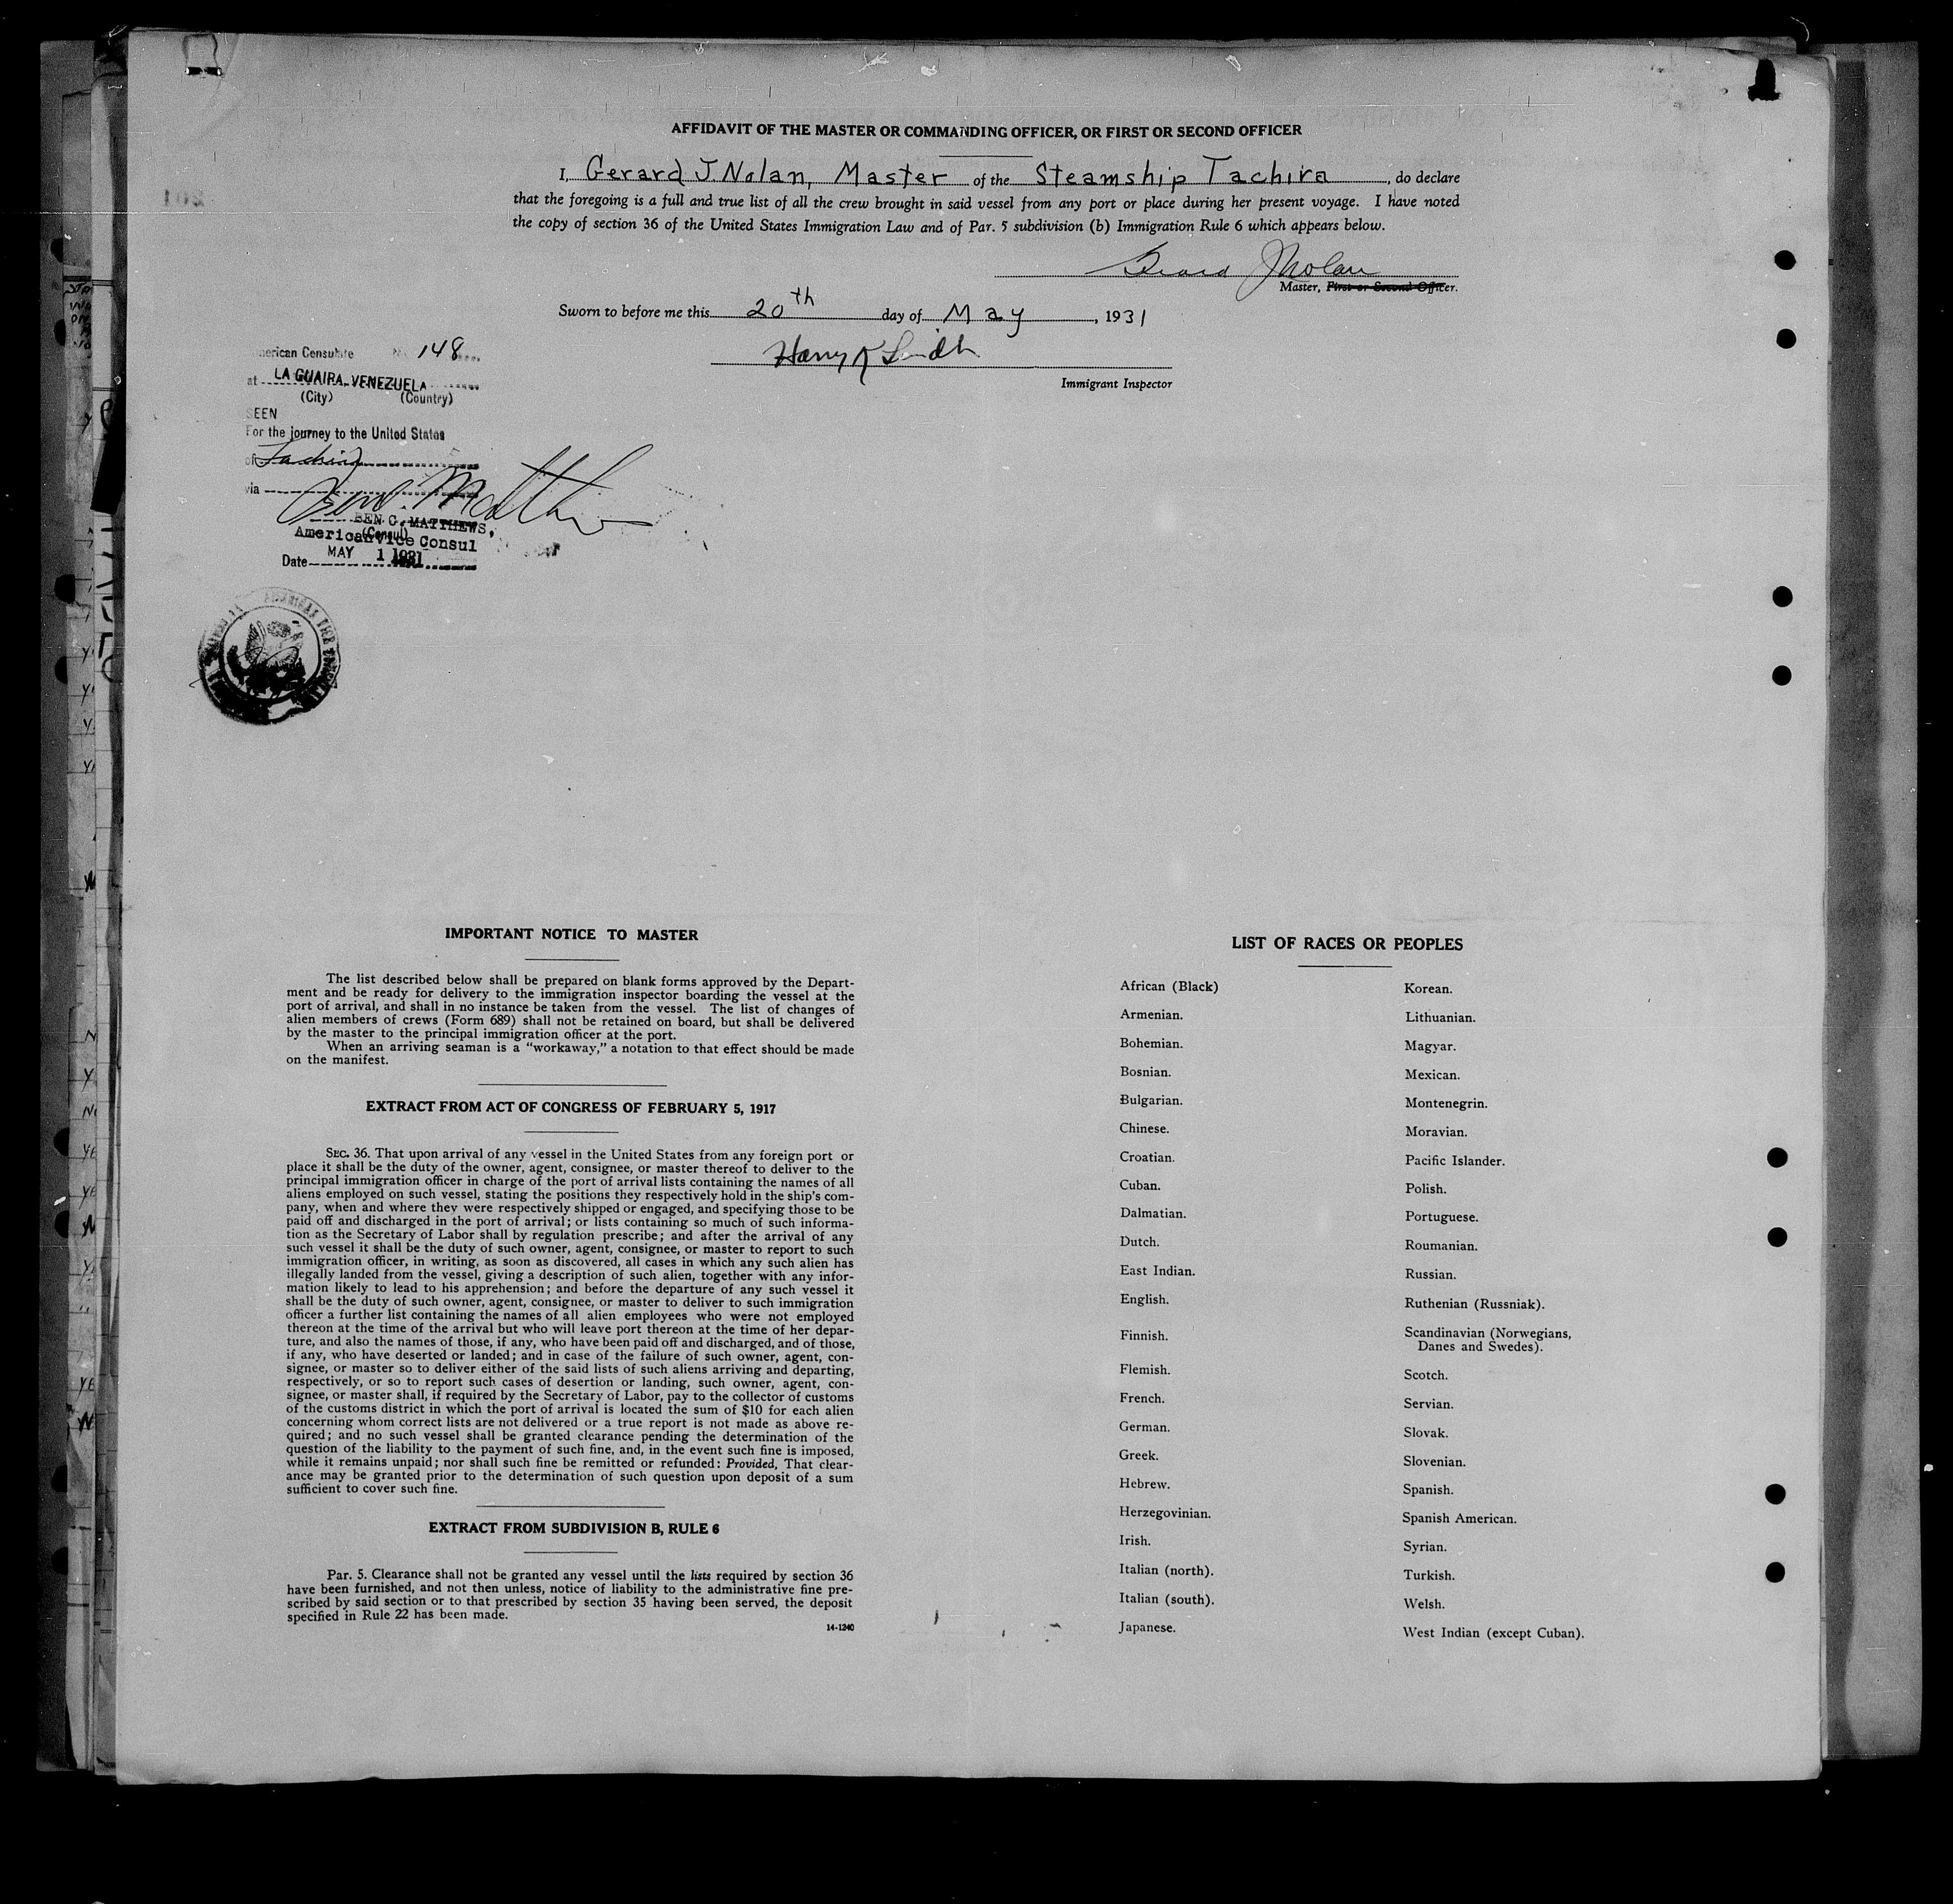 AFFIDAVIT OF THE MASTER OR COMMANDING OFFICER, OR FIRST OR SECOND OFFICER
I, Gerard J. Nolan, Master of the Steamship Tachira, do declare
that the foregoing is a full and true list of all the crew brought in said vessel from any port or place during her present voyage. I have noted
the copy of section 36 of the United States Immigration Law and of Par. 5 subdivision (b) Immigration Rule 6 which appears below.
Gerard J Nolan
Master, First or Second Officer.
Sworn to before me this 20th day of May, 1931
Harry
Immigrant Inspector
erican Consulate No. 148
at LA GUAIRA, VENEZUELA
(City) (Country)
SEEN
For the journey to the United States
of Tachira
via
BEN C. MATTHEWS,
(Consul)
American Vice Consul
Date MAY 1 1931
IMPORTANT NOTICE TO MASTER
The list described below shall be prepared on blank forms approved by the Depart-
ment and be ready for delivery to the immigration inspector boarding the vessel at the
port of arrival, and shall in no instance be taken from the vessel. The list of changes of
alien members of crews (Form 689) shall not be retained on board, but shall be delivered
by the master to the principal immigration officer at the port.
When an arriving seaman is a “workaway,” a notation to that effect should be made
on the manifest.
EXTRACT FROM ACT OF CONGRESS OF FEBRUARY 5, 1917
SEC. 36. That upon arrival of any vessel in the United States from any foreign port or
place it shall be the duty of the owner, agent, consignee, or master thereof to deliver to the
principal immigration officer in charge of the port of arrival lists containing the names of all
aliens employed on such vessel, stating the positions they respectively hold in the ship's com-
pany, when and where they were respectively shipped or engaged, and specifying those to be
paid off and discharged in the port of arrival; or lists containing so much of such informa-
tion as the Secretary of Labor shall by regulation prescribe; and after the arrival of any
such vessel it shall be the duty of such owner, agent, consignee, or master to report to such
immigration officer, in writing, as soon as discovered, all cases in which any such alien has
illegally landed from the vessel, giving a description of such alien, together with any infor-
mation likely to lead to his apprehension; and before the departure of any such vessel it
shall be the duty of such owner, agent, consignee, or master to deliver to such immigration
officer a further list containing the names of all alien employees who were not employed
thereon at the time of the arrival but who will leave port thereon at the time of her depar-
ture, and also the names of those, if any, who have been paid off and discharged, and of those,
if any, who have deserted or landed; and in case of the failure of such owner, agent, con-
signee, or master so to deliver either of the said lists of such aliens arriving and departing,
respectively, or so to report such cases of desertion or landing, such owner, agent, con-
signee, or master shall, if required by the Secretary of Labor, pay to the collector of customs
of the customs district in which the port of arrival is located the sum of $10 for each alien
concerning whom correct lists are not delivered or a true report is not made as above re-
quired; and no such vessel shall be granted clearance pending the determination of the
question of the liability to the payment of such fine, and, in the event such fine is imposed,
while it remains unpaid; nor shall such fine be remitted or refunded: Provided, That clear-
ance may be granted prior to the determination of such question upon deposit of a sum
sufficient to cover such fine.
EXTRACT FROM SUBDIVISION B, RULE 6
Par. 5. Clearance shall not be granted any vessel until the lists required by section 36
have been furnished, and not then unless, notice of liability to the administrative fine pre-
scribed by said section or to that prescribed by section 35 having been served, the deposit
specified in Rule 22 has been made.
14-1240
LIST OF RACES OR PEOPLES
African (Black)
Armenian.
Bohemian.
Bosnian.
Bulgarian.
Chinese.
Croatian.
Cuban.
Dalmatian.
Dutch.
East Indian.
English.
Finnish.
Flemish.
French.
German.
Greek.
Hebrew.
Herzegovinian.
Irish.
Italian (north).
Italian (south).
Japanese.
Korean.
Lithuanian.
Magyar.
Mexican.
Montenegrin.
Moravian.
Pacific Islander.
Polish.
Portuguese.
Roumanian.
Russian.
Ruthenian (Russniak).
Scandinavian (Norwegians,
Danes and Swedes).
Scotch.
Servian.
Slovak.
Slovenian.
Spanish.
Spanish American.
Syrian.
Turkish.
Welsh.
West Indian (except Cuban).